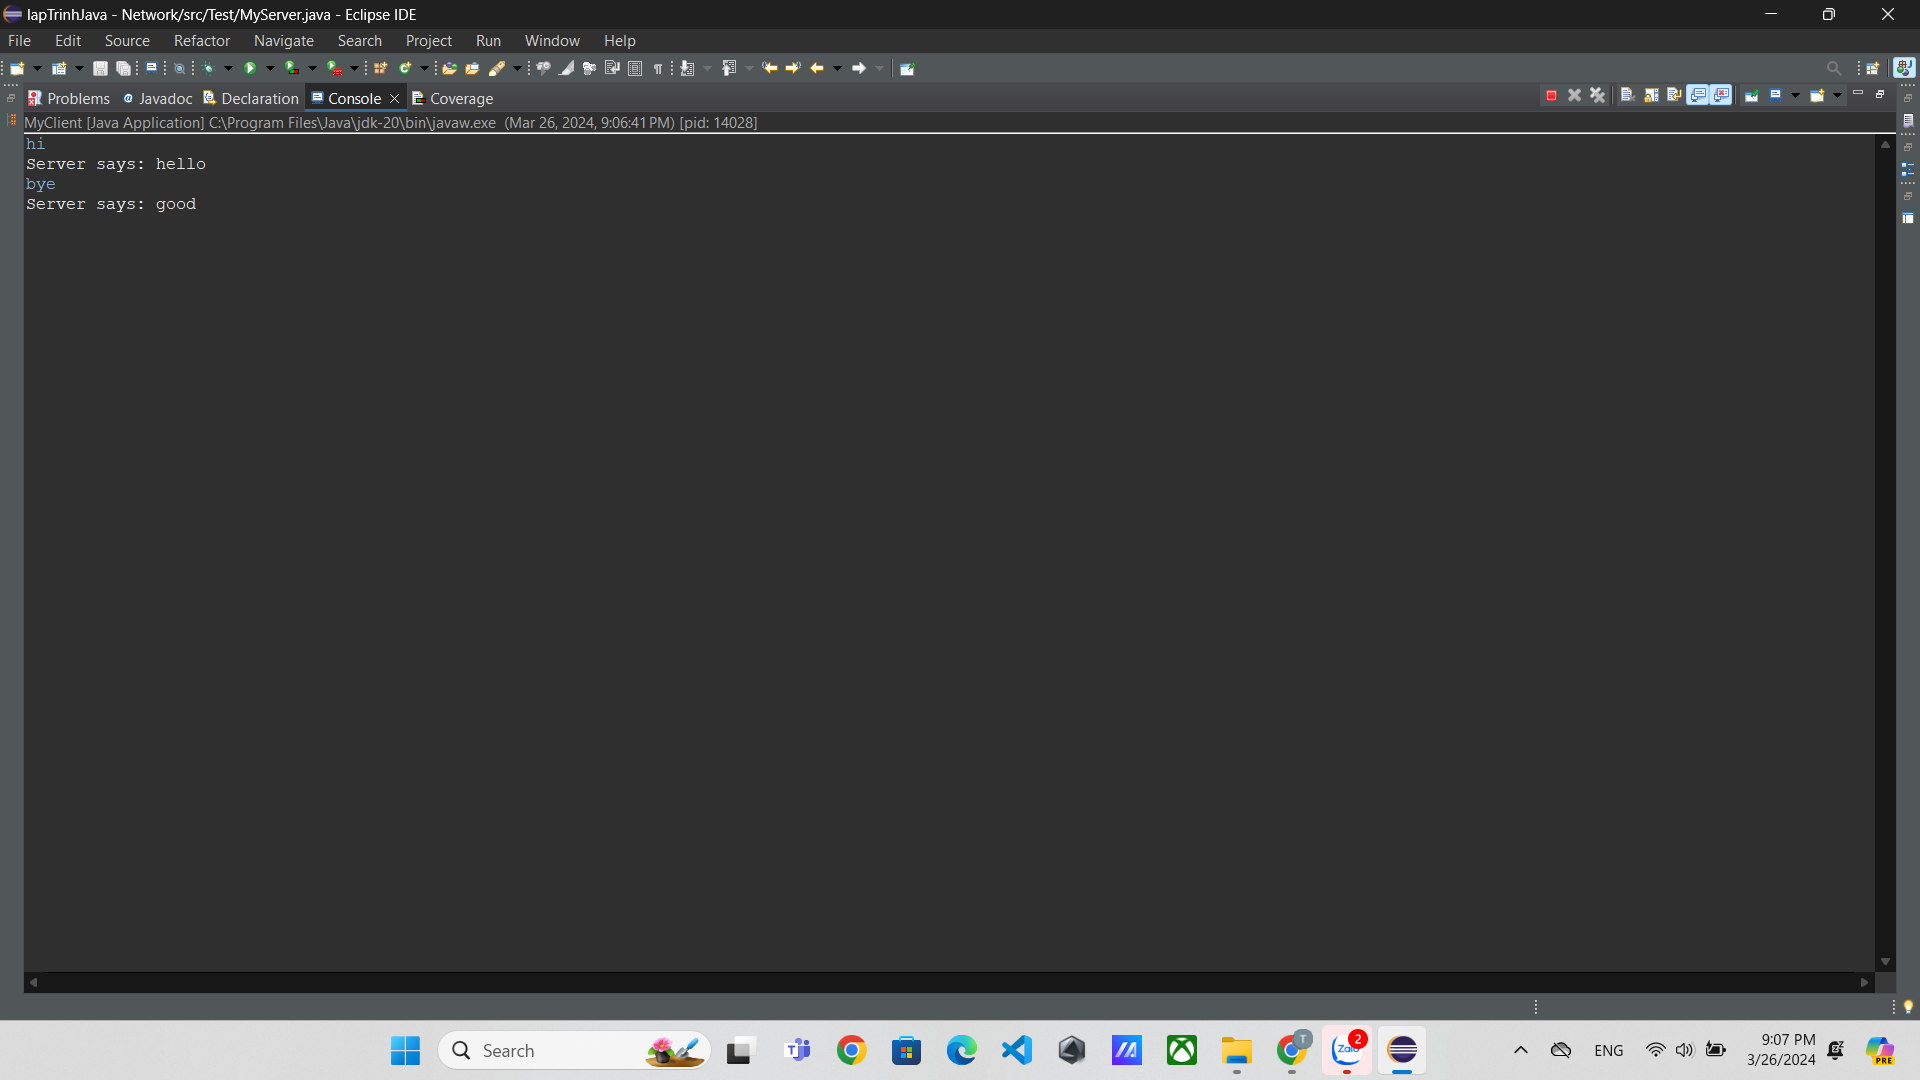 lapTrinhJava - Network/src/Test/MyServer.java - Eclipse IDE
File Edit Source Refactor Navigate Search Project Run Window Help
Problems Javadoc Declaration Console Coverage
MyClient [Java Application] C:\Program Files\Java\jdk-20\bin\javaw.exe (Mar 26, 2024, 9:06:41 PM) [pid: 14028]
hi
Server says: hello
bye
Server says: good
Search
T
Zalo
2
ENG
9:07 PM
3/26/2024
PRE